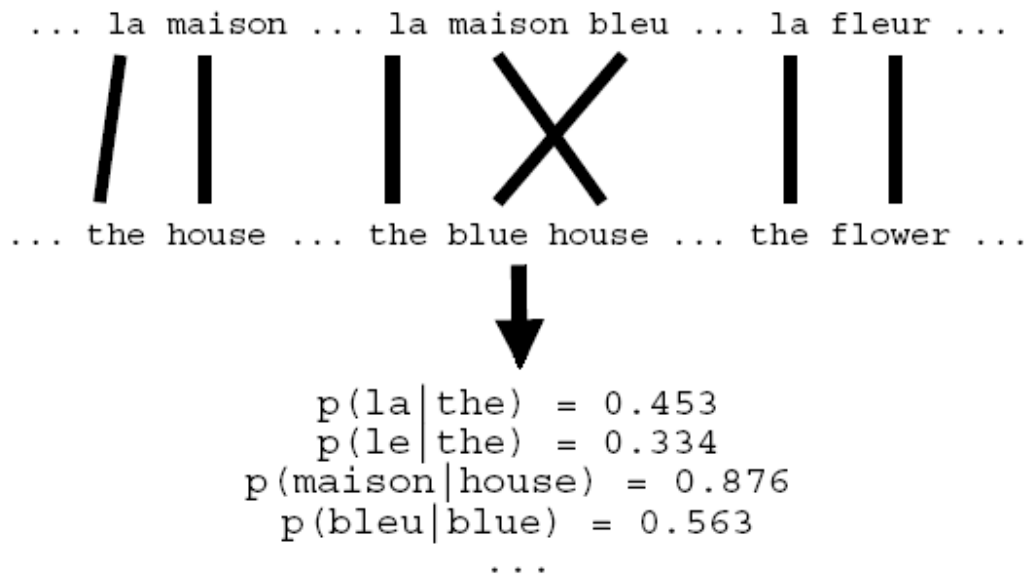 ... la maison ... la maison bleu ... la fleur ...
... the house ... the blue house ... the flower ...
p(la|the) = 0.453
p(le|the) = 0.334
p(maison|house) = 0.876
p(bleu|blue) = 0.563
...